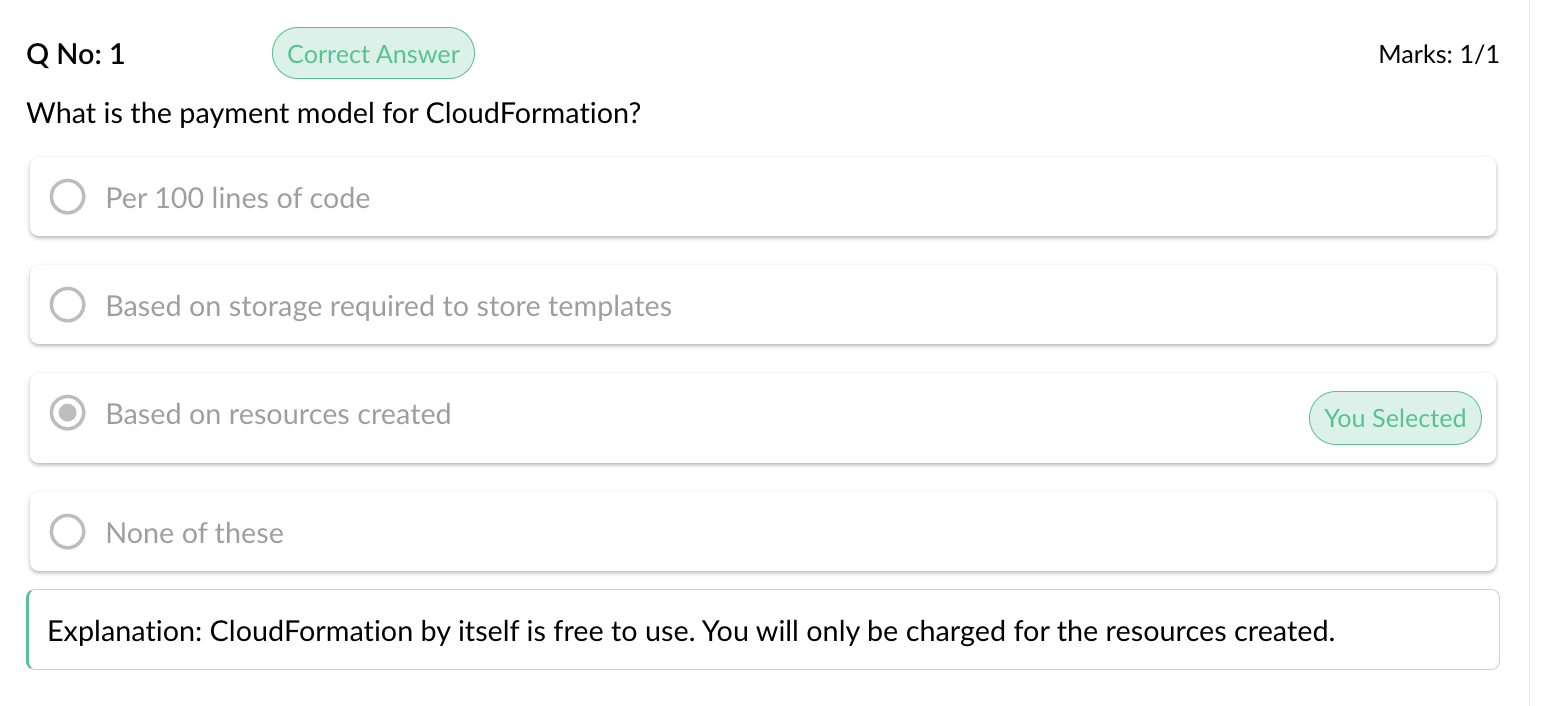 Q No: 1 Correct Answer Marks: 1/1
What is the payment model for CloudFormation?
Per 100 lines of code
Based on storage required to store templates
Based on resources created You Selected
None of these
Explanation: CloudFormation by itself is free to use. You will only be charged for the resources created.